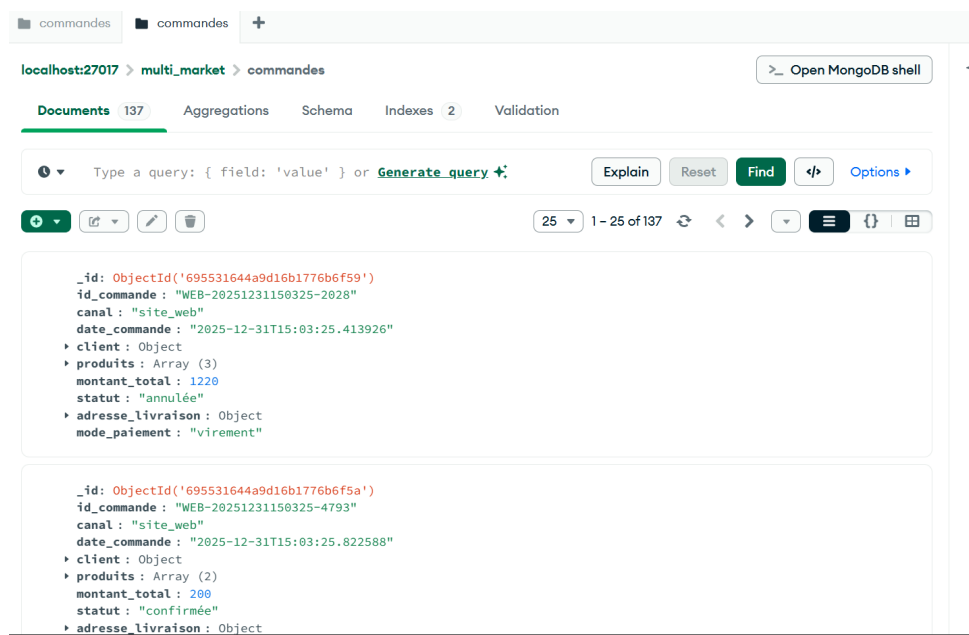 commandes commandes +
localhost:27017 > multi_market > commandes
>_ Open MongoDB shell
Documents 137 Aggregations Schema Indexes 2 Validation
Type a query: { field: 'value' } or Generate query
Explain Reset Find </> Options
25 1 – 25 of 137 {}
_id: ObjectId('695531644a9d16b1776b6f59')
id_commande : "WEB-20251231150325-2028"
canal : "site_web"
date_commande : "2025-12-31T15:03:25.413926"
client : Object
produits : Array (3)
montant_total : 1220
statut : "annulée"
adresse_livraison : Object
mode_paiement : "virement"
_id: ObjectId('695531644a9d16b1776b6f5a')
id_commande : "WEB-20251231150325-4793"
canal : "site_web"
date_commande : "2025-12-31T15:03:25.822588"
client : Object
produits : Array (2)
montant_total : 200
statut : "confirmée"
adresse_livraison : Object